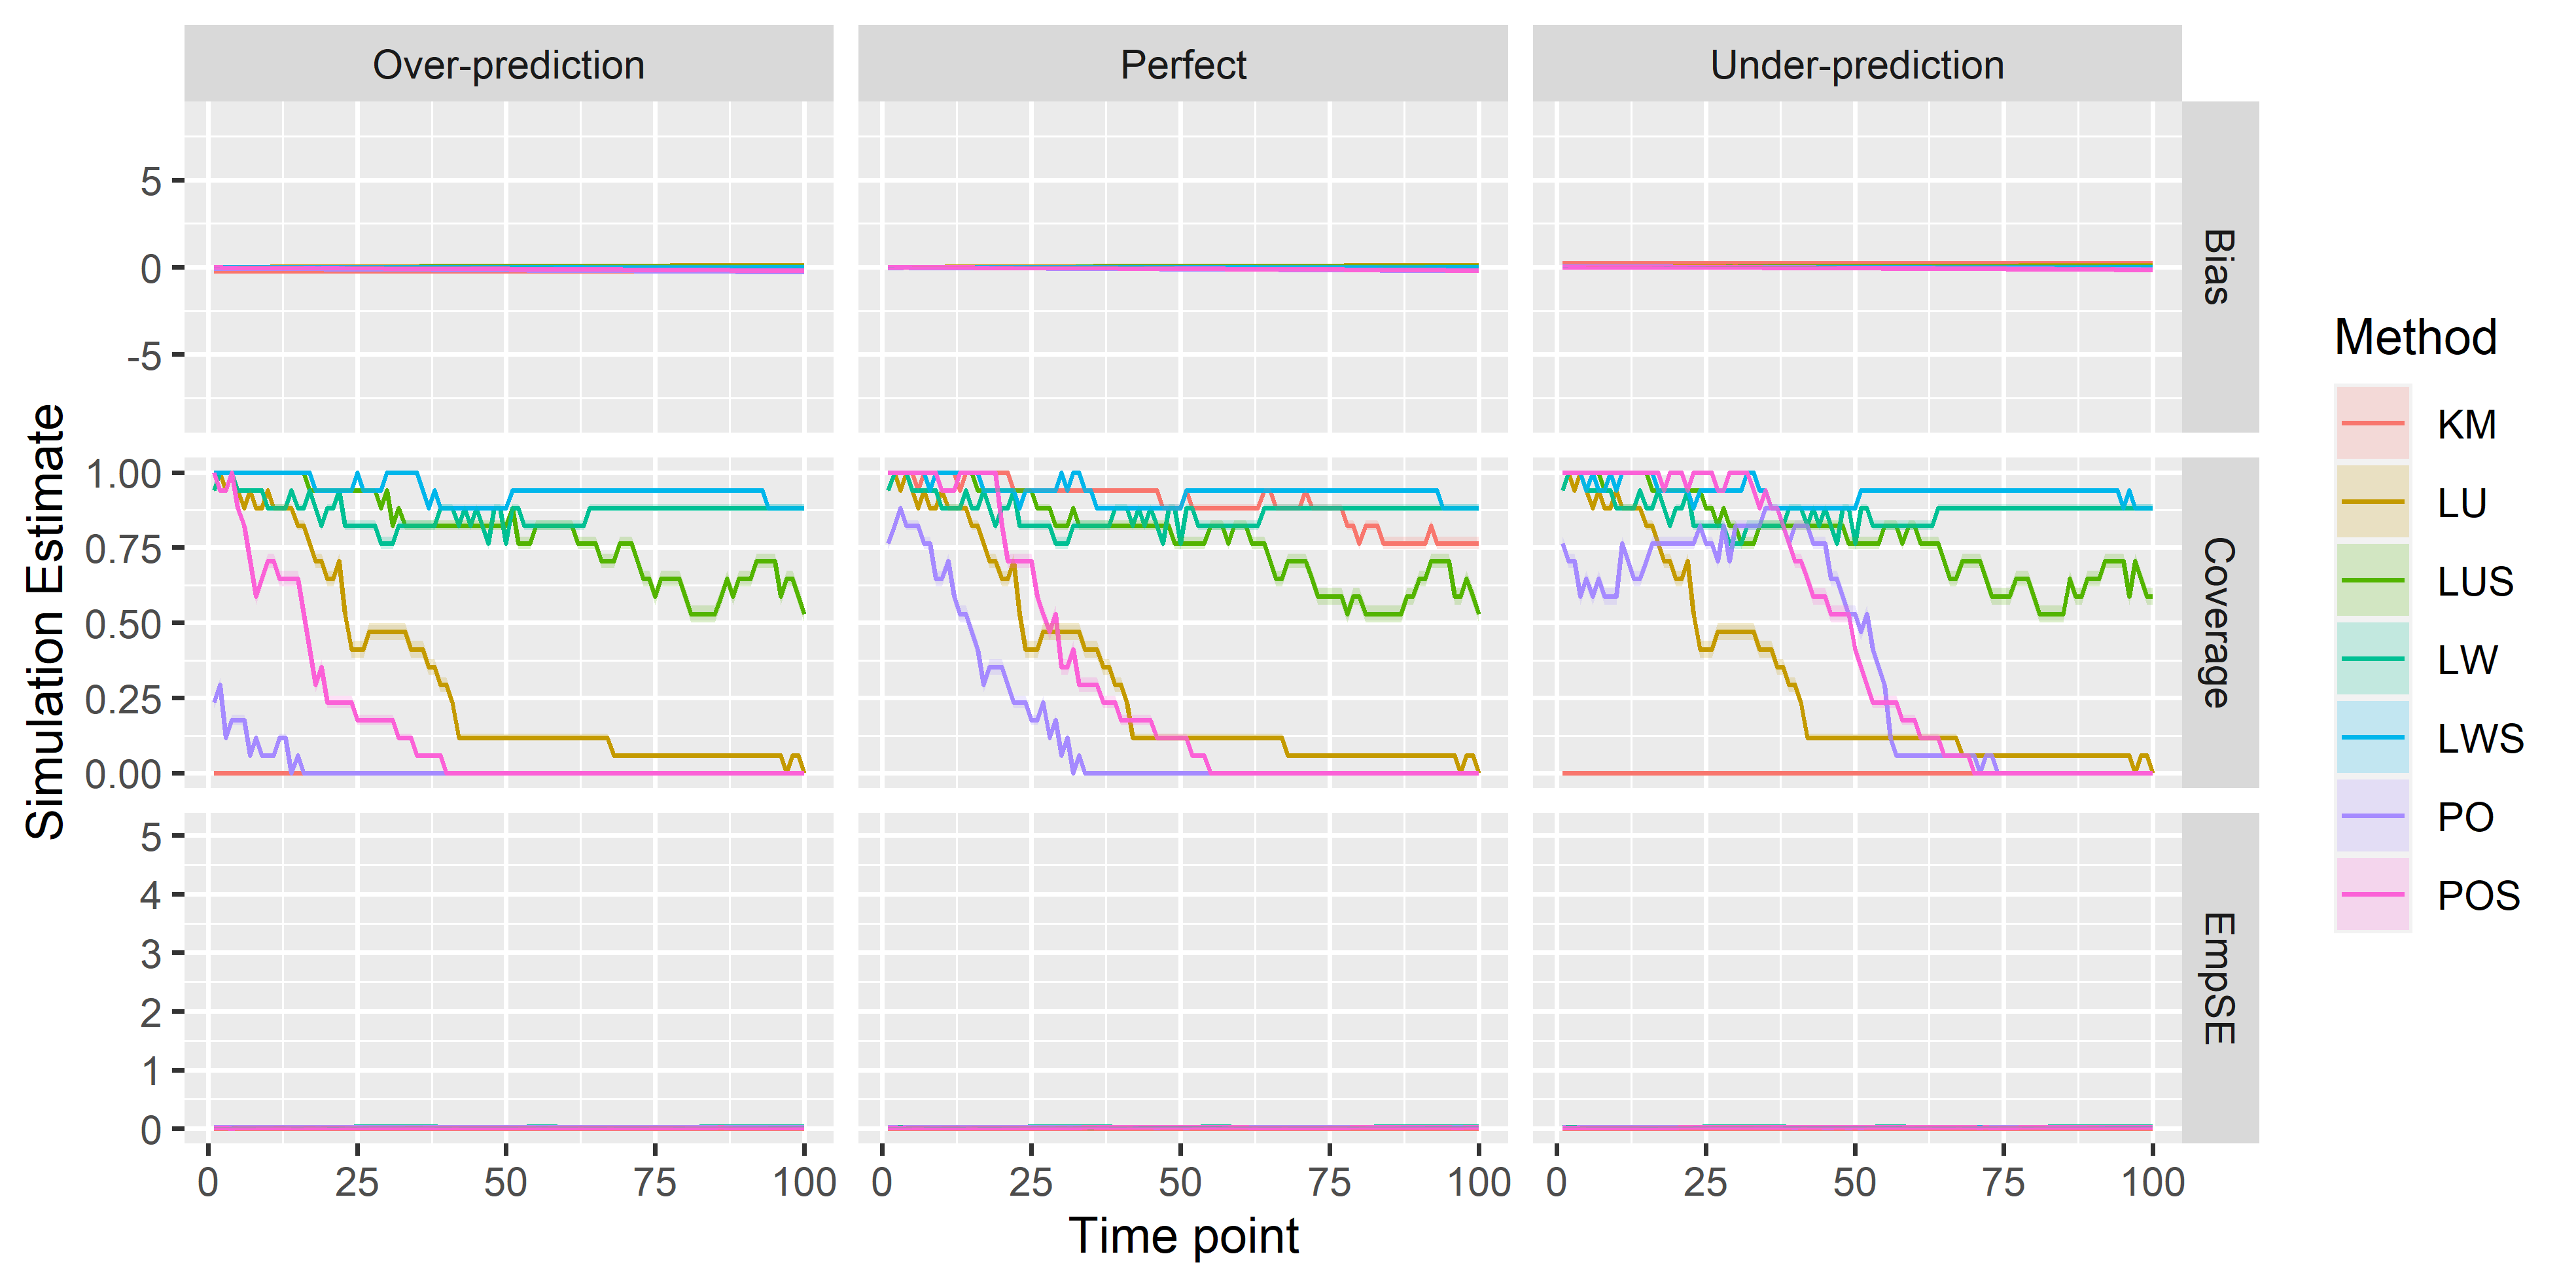 Over-prediction
Perfect
Under-prediction
5
0
-5
Bias
1.00
0.75
0.50
0.25
0.00
Coverage
5
4
3
2
1
0
EmpSE
0 25 50 75 100
0 25 50 75 100
0 25 50 75 100
Time point
Simulation Estimate
Method
KM
LU
LUS
LW
LWS
PO
POS